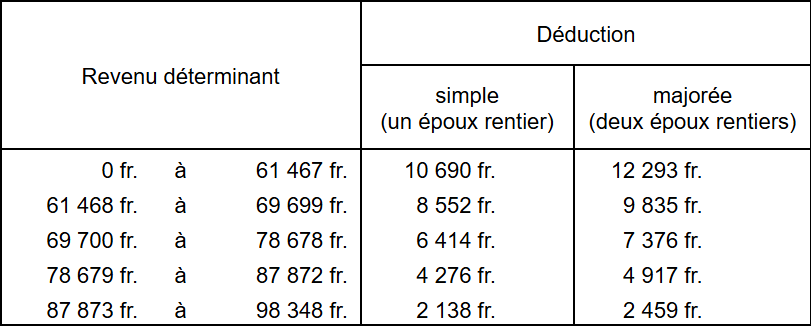 Revenu déterminant
Déduction
simple
(un époux rentier)
majorée
(deux époux rentiers)
0 fr. à 61 467 fr. 10 690 fr. 12 293 fr.
61 468 fr. à 69 699 fr. 8 552 fr. 9 835 fr.
69 700 fr. à 78 678 fr. 6 414 fr. 7 376 fr.
78 679 fr. à 87 872 fr. 4 276 fr. 4 917 fr.
87 873 fr. à 98 348 fr. 2 138 fr. 2 459 fr.